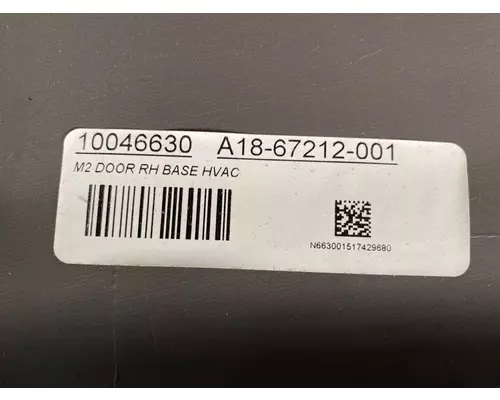 10046630 A18-67212-001
M2 DOOR RH BASE HVAC
N663001517429680